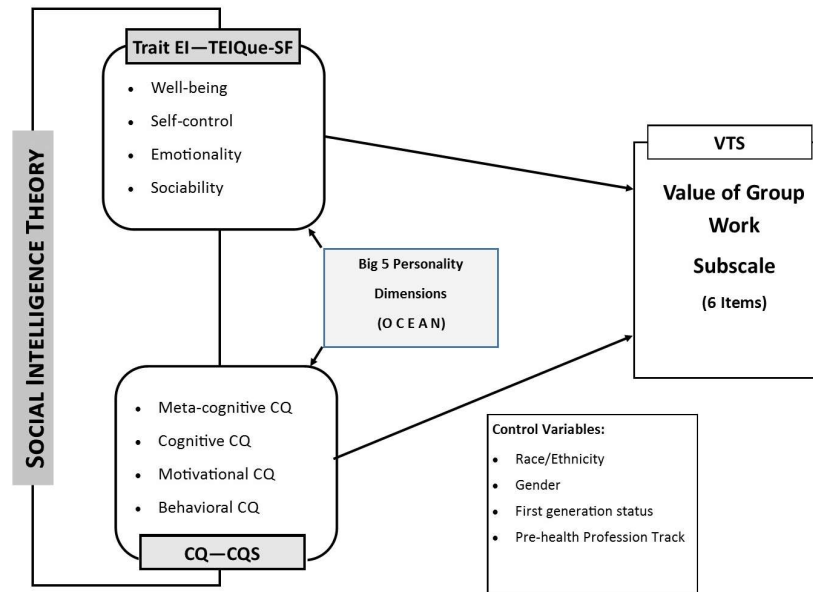 SOCIAL INTELLIGENCE THEORY
Trait EI—TEIQue-SF
• Well-being
• Self-control
• Emotionality
• Sociability
Big 5 Personality
Dimensions
(O C E A N)
• Meta-cognitive CQ
• Cognitive CQ
• Motivational CQ
• Behavioral CQ
CQ—CQS
VTS
Value of Group
Work
Subscale
(6 Items)
Control Variables:
• Race/Ethnicity
• Gender
• First generation status
• Pre-health Profession Track